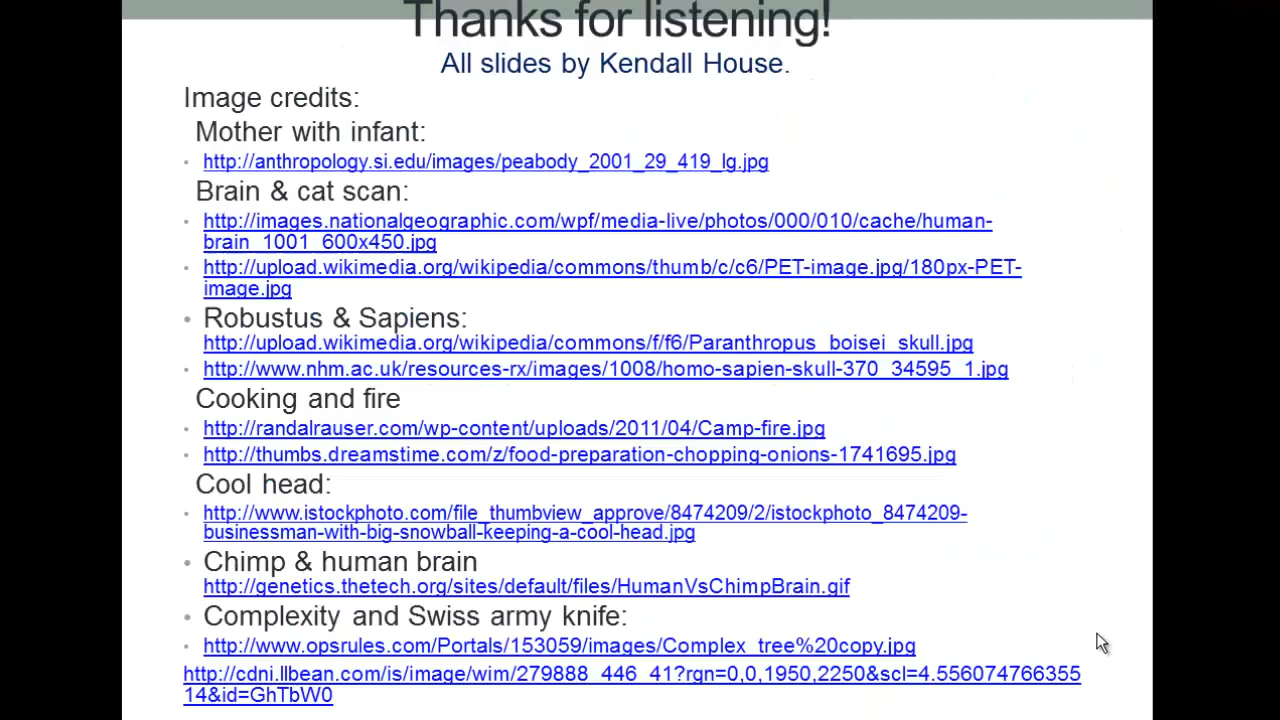 Thanks for listening!
All slides by Kendall House.
Image credits:
Mother with infant:
http://anthropology.si.edu/images/peabody_2001_29_419_lg.jpg
Brain & cat scan:
http://images.nationalgeographic.com/wpf/media-live/photos/000/010/cache/human-
brain_1001_600x450.jpg
http://upload.wikimedia.org/wikipedia/commons/thumb/c/c6/PET-image.jpg/180px-PET-
image.jpg
Robustus & Sapiens:
http://upload.wikimedia.org/wikipedia/commons/f/f6/Paranthropus_boisei_skull.jpg
http://www.nhm.ac.uk/resources-rx/images/1008/homo-sapien-skull-370_34595_1.jpg
Cooking and fire
http://randalrauser.com/wp-content/uploads/2011/04/Camp-fire.jpg
http://thumbs.dreamstime.com/z/food-preparation-chopping-onions-1741695.jpg
Cool head:
http://www.istockphoto.com/file_thumbview_approve/8474209/2/istockphoto_8474209-
businessman-with-big-snowball-keeping-a-cool-head.jpg
Chimp & human brain
http://genetics.thetech.org/sites/default/files/HumanVsChimpBrain.gif
Complexity and Swiss army knife:
http://www.opsrules.com/Portals/153059/images/Complex_tree%20copy.jpg
http://cdni.llbean.com/is/image/wim/279888_446_41?rgn=0,0,1950,2250&scl=4.556074766355
14&id=GhTbW0